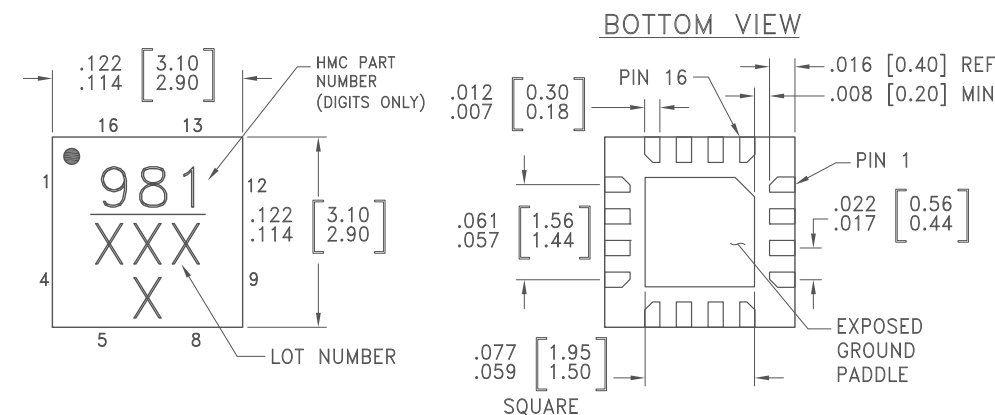 BOTTOM VIEW
.122 [3.10]
.114 [2.90]
HMC PART
NUMBER
(DIGITS ONLY)
16 13
1
12
4
9
5 8
981
XXX
X
.122 [3.10]
.114 [2.90]
LOT NUMBER
.012 [0.30]
.007 [0.18]
PIN 16
.016 [0.40] REF
.008 [0.20] MIN
PIN 1
.061 [1.56]
.057 [1.44]
.022 [0.56]
.017 [0.44]
EXPOSED
GROUND
PADDLE
.077 [1.95]
.059 [1.50]
SQUARE